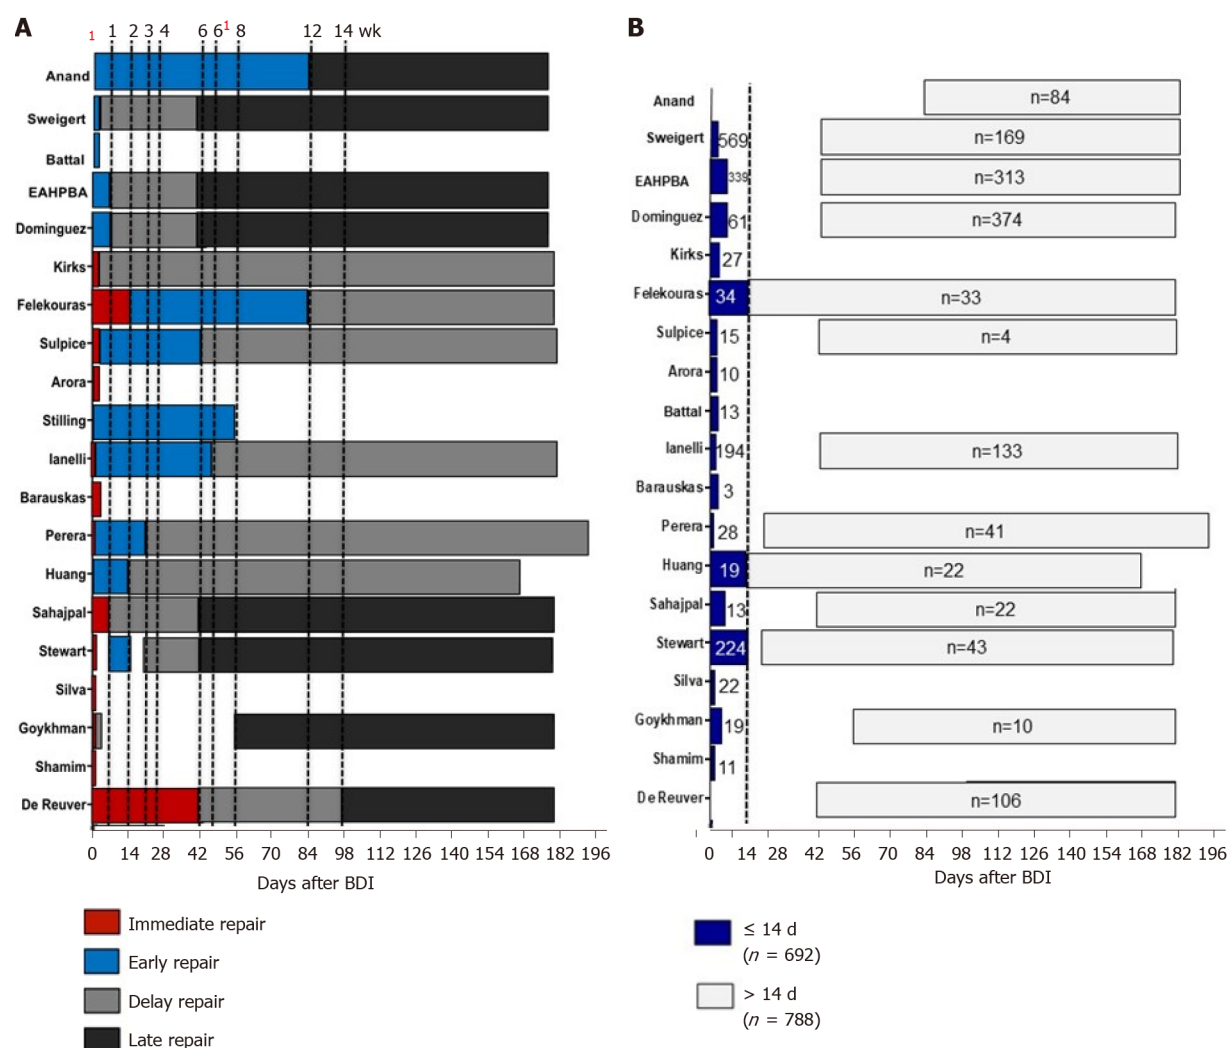 A
1 1 2 3 4 6 6¹ 8 12 14 wk
Anand
Sweigert
Battal
EAHPBA
Dominguez
Kirks
Felekouras
Sulpice
Arora
Stilling
Ianelli
Barauskas
Perera
Huang
Sahajpal
Stewart
Silva
Goykhman
Shamim
De Reuver
0 14 28 42 56 70 84 98 112 126 140 154 168 182 196
Days after BDI
Immediate repair
Early repair
Delay repair
Late repair
B
Anand n=84
Sweigert 569 n=169
EAHPBA 339 n=313
Dominguez 61 n=374
Kirks 27
Felekouras 34 n=33
Sulpice 15 n=4
Arora 10
Battal 13
Ianelli 194 n=133
Barauskas 3
Perera 28 n=41
Huang 19 n=22
Sahajpal 13 n=22
Stewart 224 n=43
Silva 22
Goykhman 19 n=10
Shamim 11
De Reuver n=106
0 14 28 42 56 70 84 98 112 126 140 154 168 182 196
Days after BDI
≤ 14 d
(n = 692)
> 14 d
(n = 788)